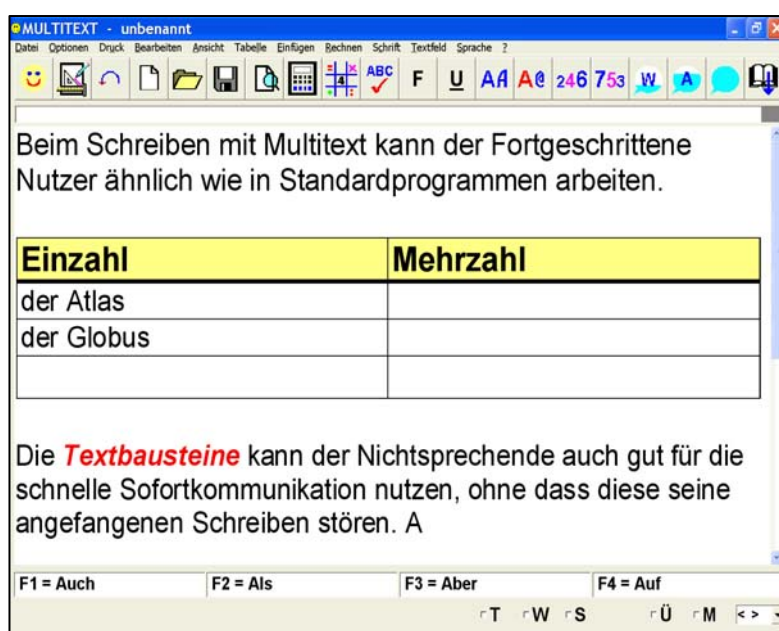 MULTITEXT - unbenannt
Datei Optionen Druck Bearbeiten Ansicht Tabelle Einfügen Rechnen Schrift Textfeld Sprache ?
4 ABC F U AA A@ 246 753 W A
Beim Schreiben mit Multitext kann der Fortgeschrittene
Nutzer ähnlich wie in Standardprogrammen arbeiten.
Einzahl Mehrzahl
der Atlas
der Globus
Die Textbausteine kann der Nichtsprechende auch gut für die
schnelle Sofortkommunikation nutzen, ohne dass diese seine
angefangenen Schreiben stören. A
F1 = Auch F2 = Als F3 = Aber F4 = Auf
T W S Ü M < >